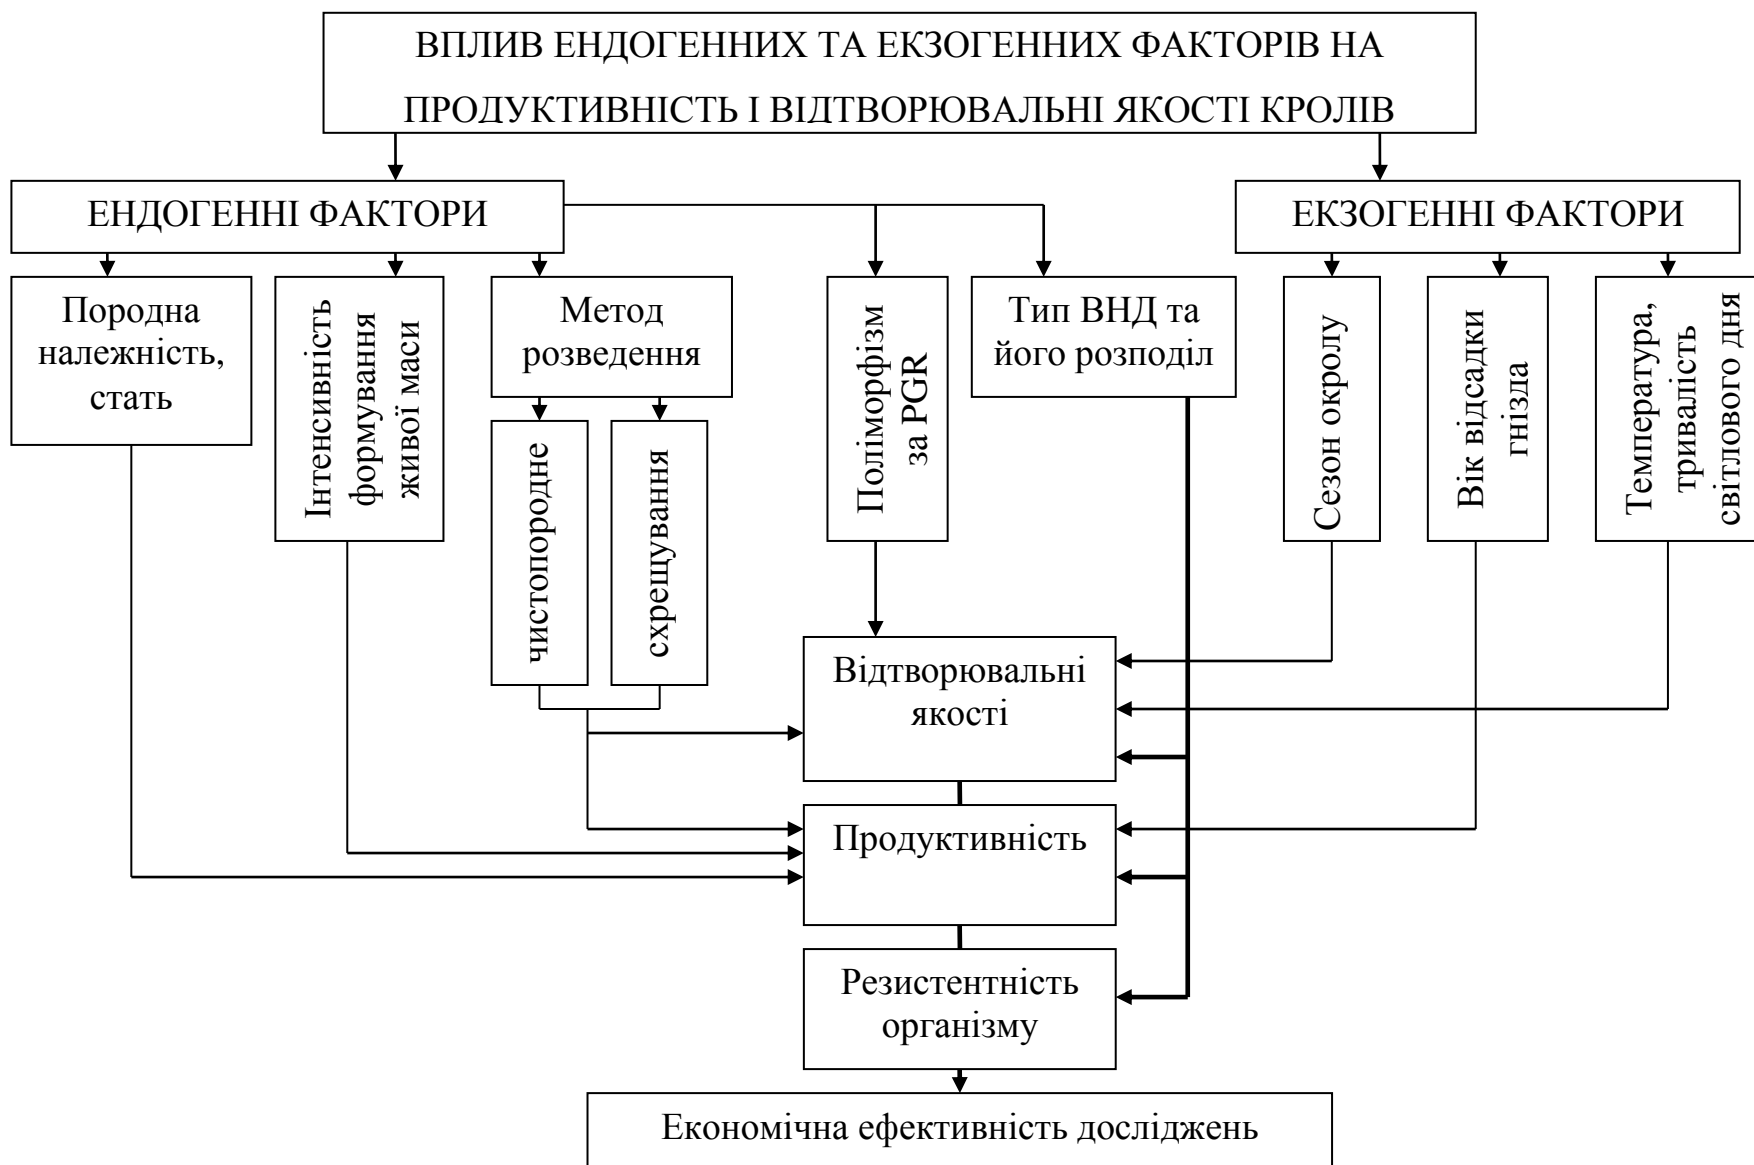 ВПЛИВ ЕНДОГЕННИХ ТА ЕКЗОГЕННИХ ФАКТОРІВ НА
ПРОДУКТИВНІСТЬ І ВІДТВОРЮВАЛЬНІ ЯКОСТІ КРОЛІВ
ЕНДОГЕННІ ФАКТОРИ
ЕКЗОГЕННІ ФАКТОРИ
Породна
належність,
стать
Інтенсивність
формування
живої маси
Метод
розведення
чистопородне
схрещування
Поліморфізм
за PGR
Тип ВНД та
його розподіл
Сезон окролу
Вік відсадки
гнізда
Температура,
тривалість
світлового дня
Відтворювальні
якості
Продуктивність
Резистентність
організму
Економічна ефективність досліджень